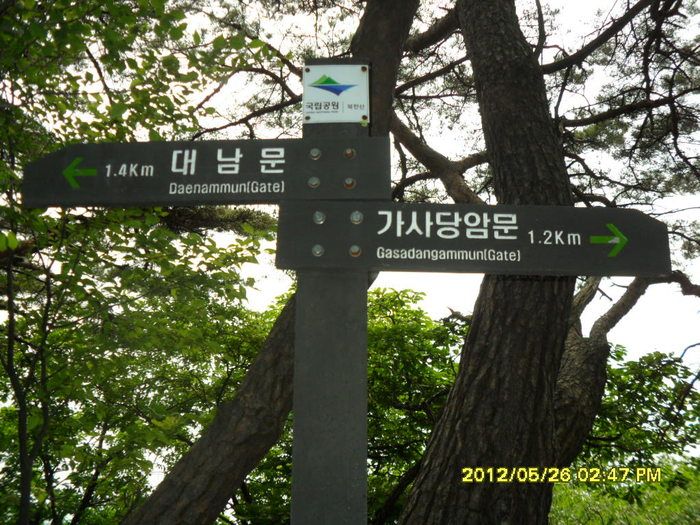 국립공원 북한산
1.4Km 대남문
Daenammun(Gate)
가사당암문 1.2Km
Gasadangammun(Gate)
2012/05/26 02:47 PM